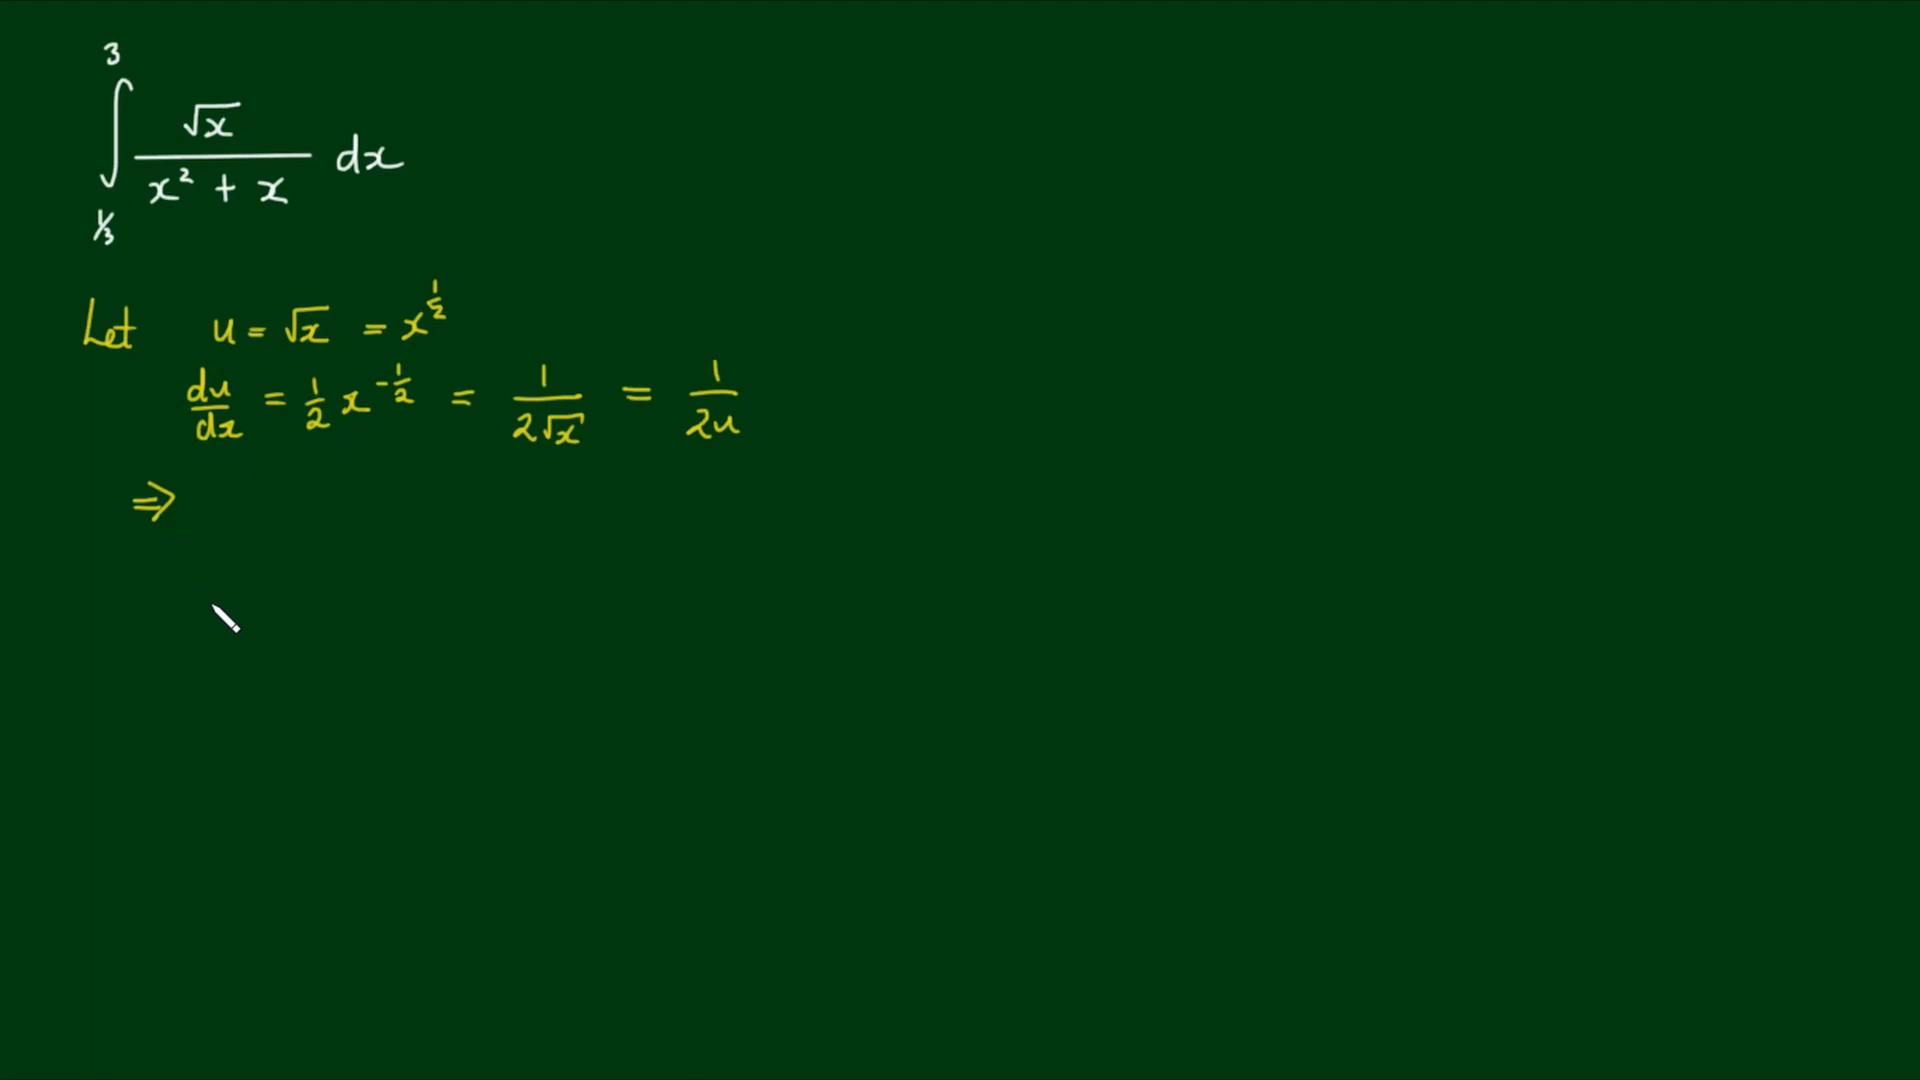 ∫_{1/3}^{3} √x / (x² + x) dx
Let u = √x = x^{1/2}
du/dx = 1/2 x^{-1/2} = 1/(2√x) = 1/(2u)
⇒